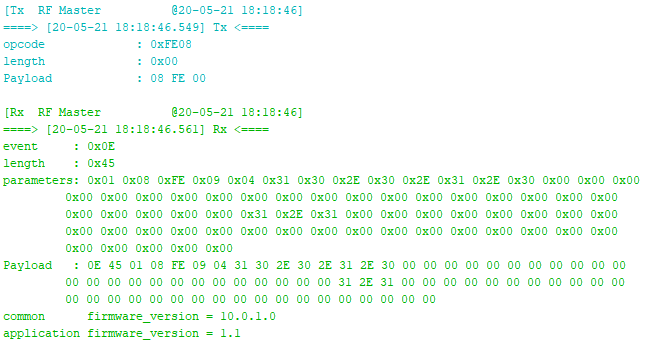 [Tx  RF Master          @20-05-21 18:18:46]
====> [20-05-21 18:18:46.549] Tx <====
opcode             : 0xFE08
length             : 0x00
Payload            : 08 FE 00

[Rx  RF Master          @20-05-21 18:18:46]
====> [20-05-21 18:18:46.561] Rx <====
event     : 0x0E
length    : 0x45
parameters: 0x01 0x08 0xFE 0x09 0x04 0x31 0x30 0x2E 0x30 0x2E 0x31 0x2E 0x30 0x00 0x00 0x00
0x00 0x00 0x00 0x00 0x00 0x00 0x00 0x00 0x00 0x00 0x00 0x00 0x00 0x00 0x00 0x00
0x00 0x00 0x00 0x00 0x00 0x31 0x2E 0x31 0x00 0x00 0x00 0x00 0x00 0x00 0x00 0x00
0x00 0x00 0x00 0x00 0x00 0x00 0x00 0x00 0x00 0x00 0x00 0x00 0x00 0x00 0x00 0x00
0x00 0x00 0x00 0x00 0x00
Payload   : 0E 45 01 08 FE 09 04 31 30 2E 30 2E 31 2E 30 00 00 00 00 00 00 00 00 00 00
00 00 00 00 00 00 00 00 00 00 00 00 00 00 31 2E 31 00 00 00 00 00 00 00 00 00
00 00 00 00 00 00 00 00 00 00 00 00 00 00 00 00 00 00 00
common      firmware_version = 10.0.1.0
application firmware_version = 1.1